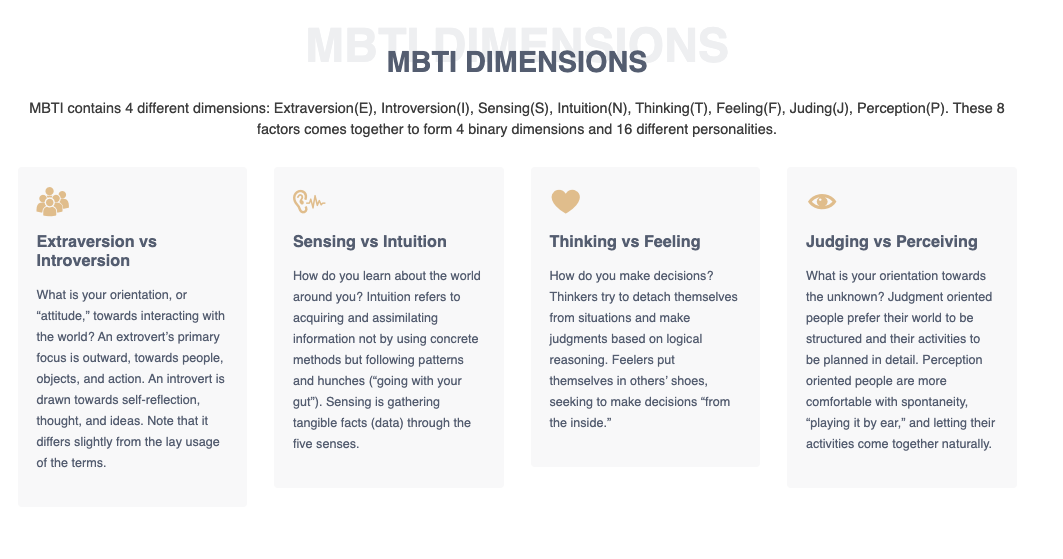 MBTI DIMENSIONS
MBTI DIMENSIONS
MBTI contains 4 different dimensions: Extraversion(E), Introversion(I), Sensing(S), Intuition(N), Thinking(T), Feeling(F), Juding(J), Perception(P). These 8
factors comes together to form 4 binary dimensions and 16 different personalities.
Extraversion vs
Introversion
What is your orientation, or
“attitude,” towards interacting with
the world? An extrovert’s primary
focus is outward, towards people,
objects, and action. An introvert is
drawn towards self-reflection,
thought, and ideas. Note that it
differs slightly from the lay usage
of the terms.
Sensing vs Intuition
How do you learn about the world
around you? Intuition refers to
acquiring and assimilating
information not by using concrete
methods but following patterns
and hunches (“going with your
gut”). Sensing is gathering
tangible facts (data) through the
five senses.
Thinking vs Feeling
How do you make decisions?
Thinkers try to detach themselves
from situations and make
judgments based on logical
reasoning. Feelers put
themselves in others’ shoes,
seeking to make decisions “from
the inside.”
Judging vs Perceiving
What is your orientation towards
the unknown? Judgment oriented
people prefer their world to be
structured and their activities to
be planned in detail. Perception
oriented people are more
comfortable with spontaneity,
“playing it by ear,” and letting their
activities come together naturally.